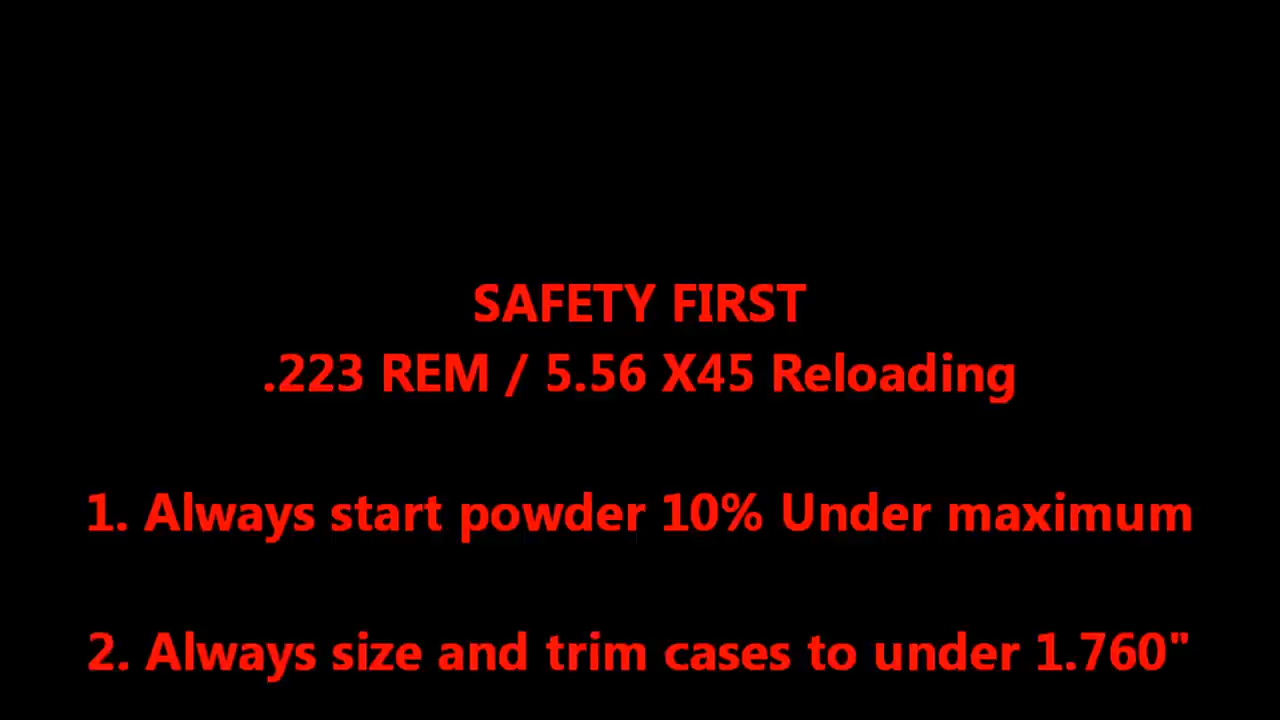 SAFETY FIRST
.223 REM / 5.56 X45 Reloading
1. Always start powder 10% Under maximum
2. Always size and trim cases to under 1.760"